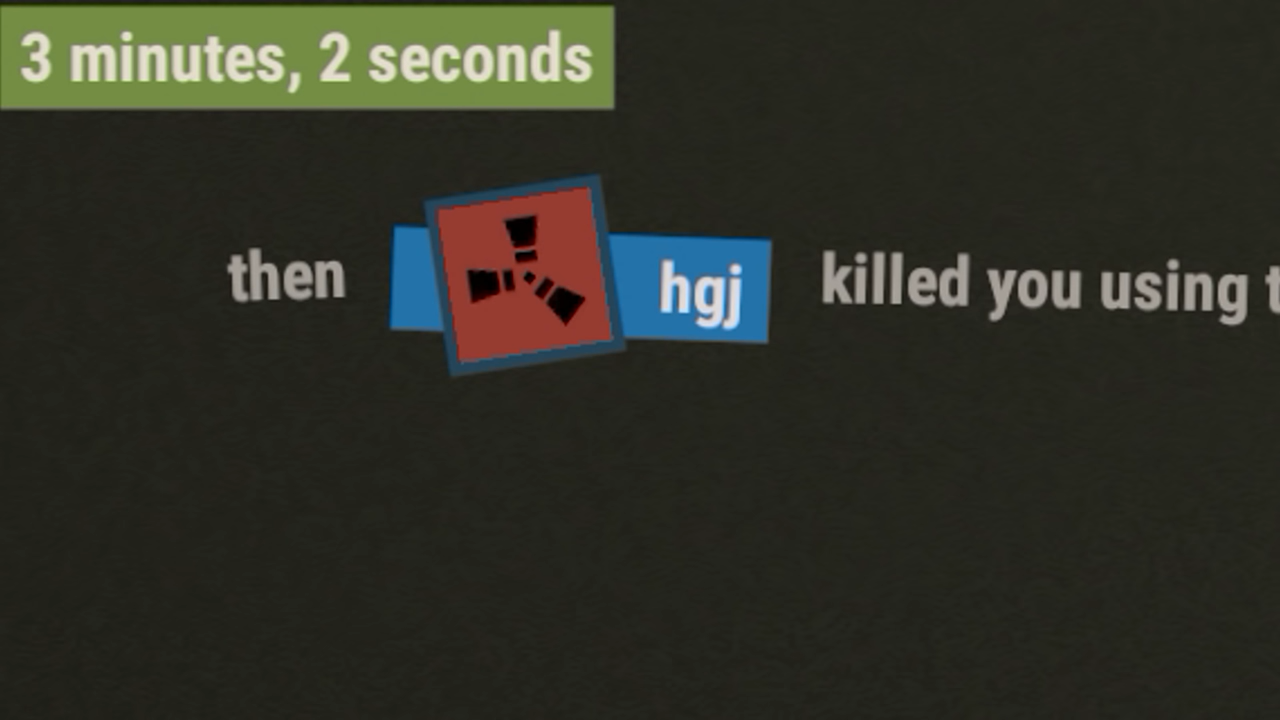 3 minutes, 2 seconds
then hgj killed you using